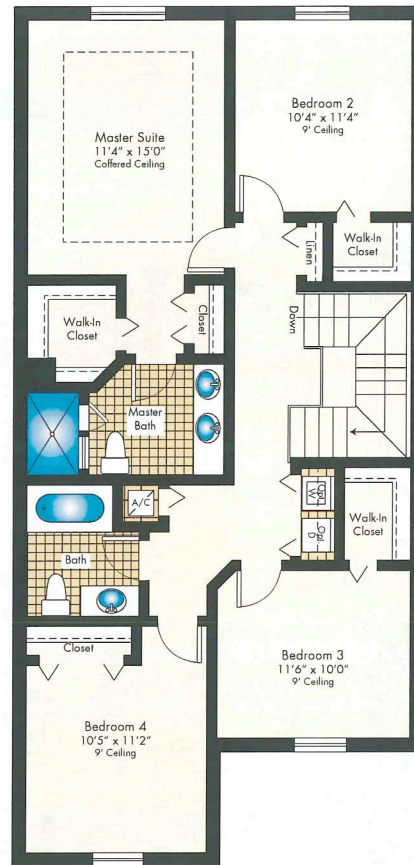 Master Suite
11'4" x 15'0"
Coffered Ceiling
Bedroom 2
10'4" x 11'4"
9' Ceiling
Linen
Walk-In
Closet
Walk-In
Closet
Closet
Down
Master
Bath
A/C
Opt
W
Opt
D
Walk-In
Closet
Bath
Closet
Bedroom 3
11'6" x 10'0"
9' Ceiling
Bedroom 4
10'5" x 11'2"
9' Ceiling